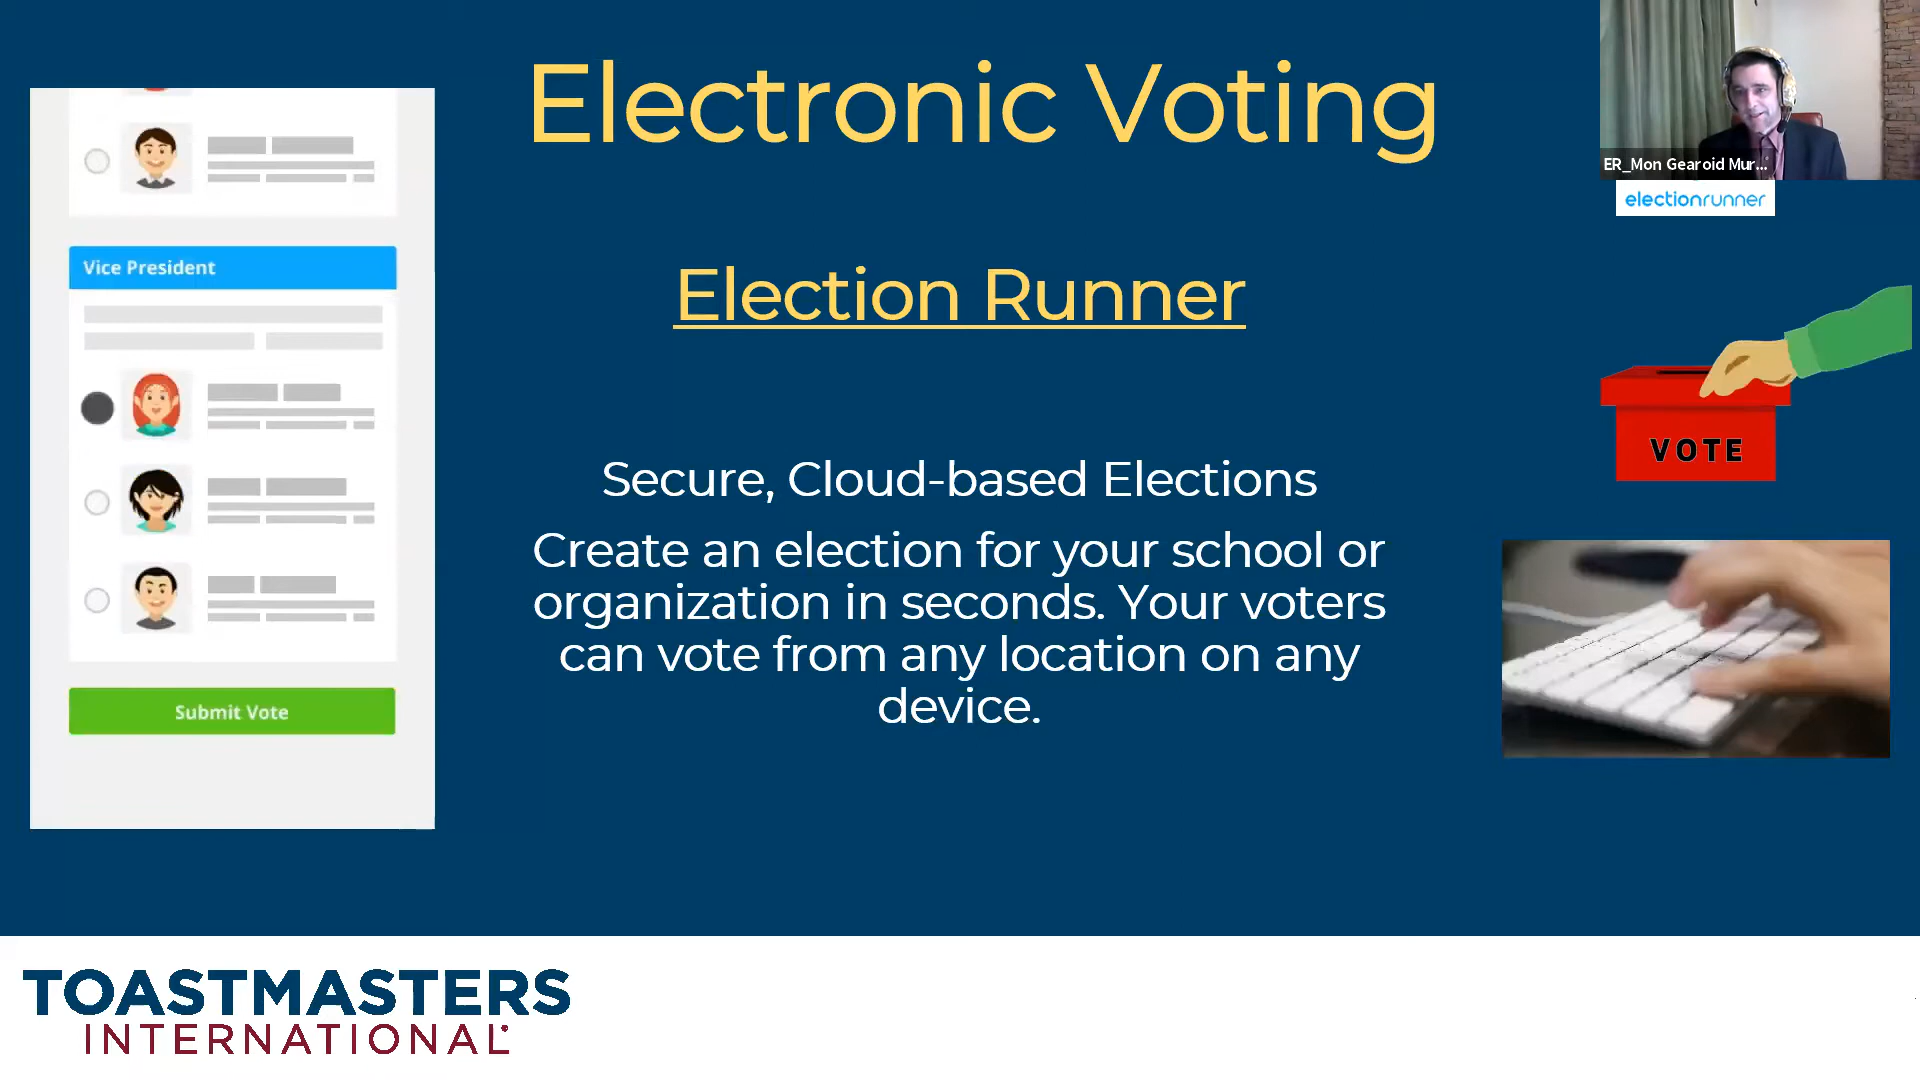 Electronic Voting
ER_Mon Gearoid Mur...
electionrunner
Election Runner
Vice President
VOTE
Secure, Cloud-based Elections
Create an election for your school or
organization in seconds. Your voters
can vote from any location on any
device.
Submit Vote
TOASTMASTERS
INTERNATIONAL